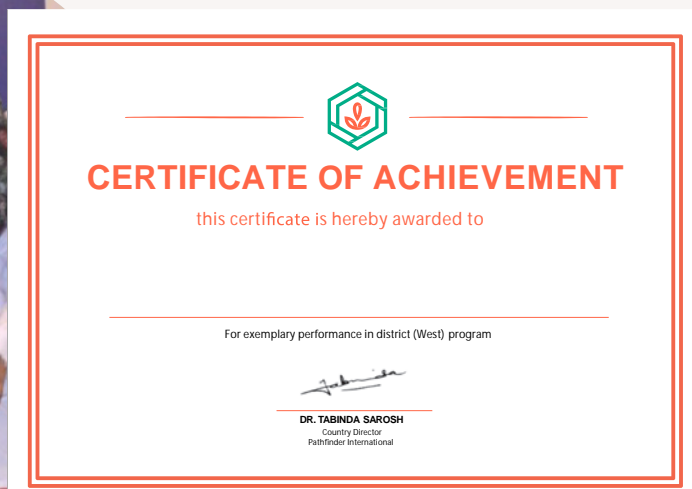 CERTIFICATE OF ACHIEVEMENT
this certificate is hereby awarded to
For exemplary performance in district (West) program
Tabinda
DR. TABINDA SAROSH
Country Director
Pathfinder International